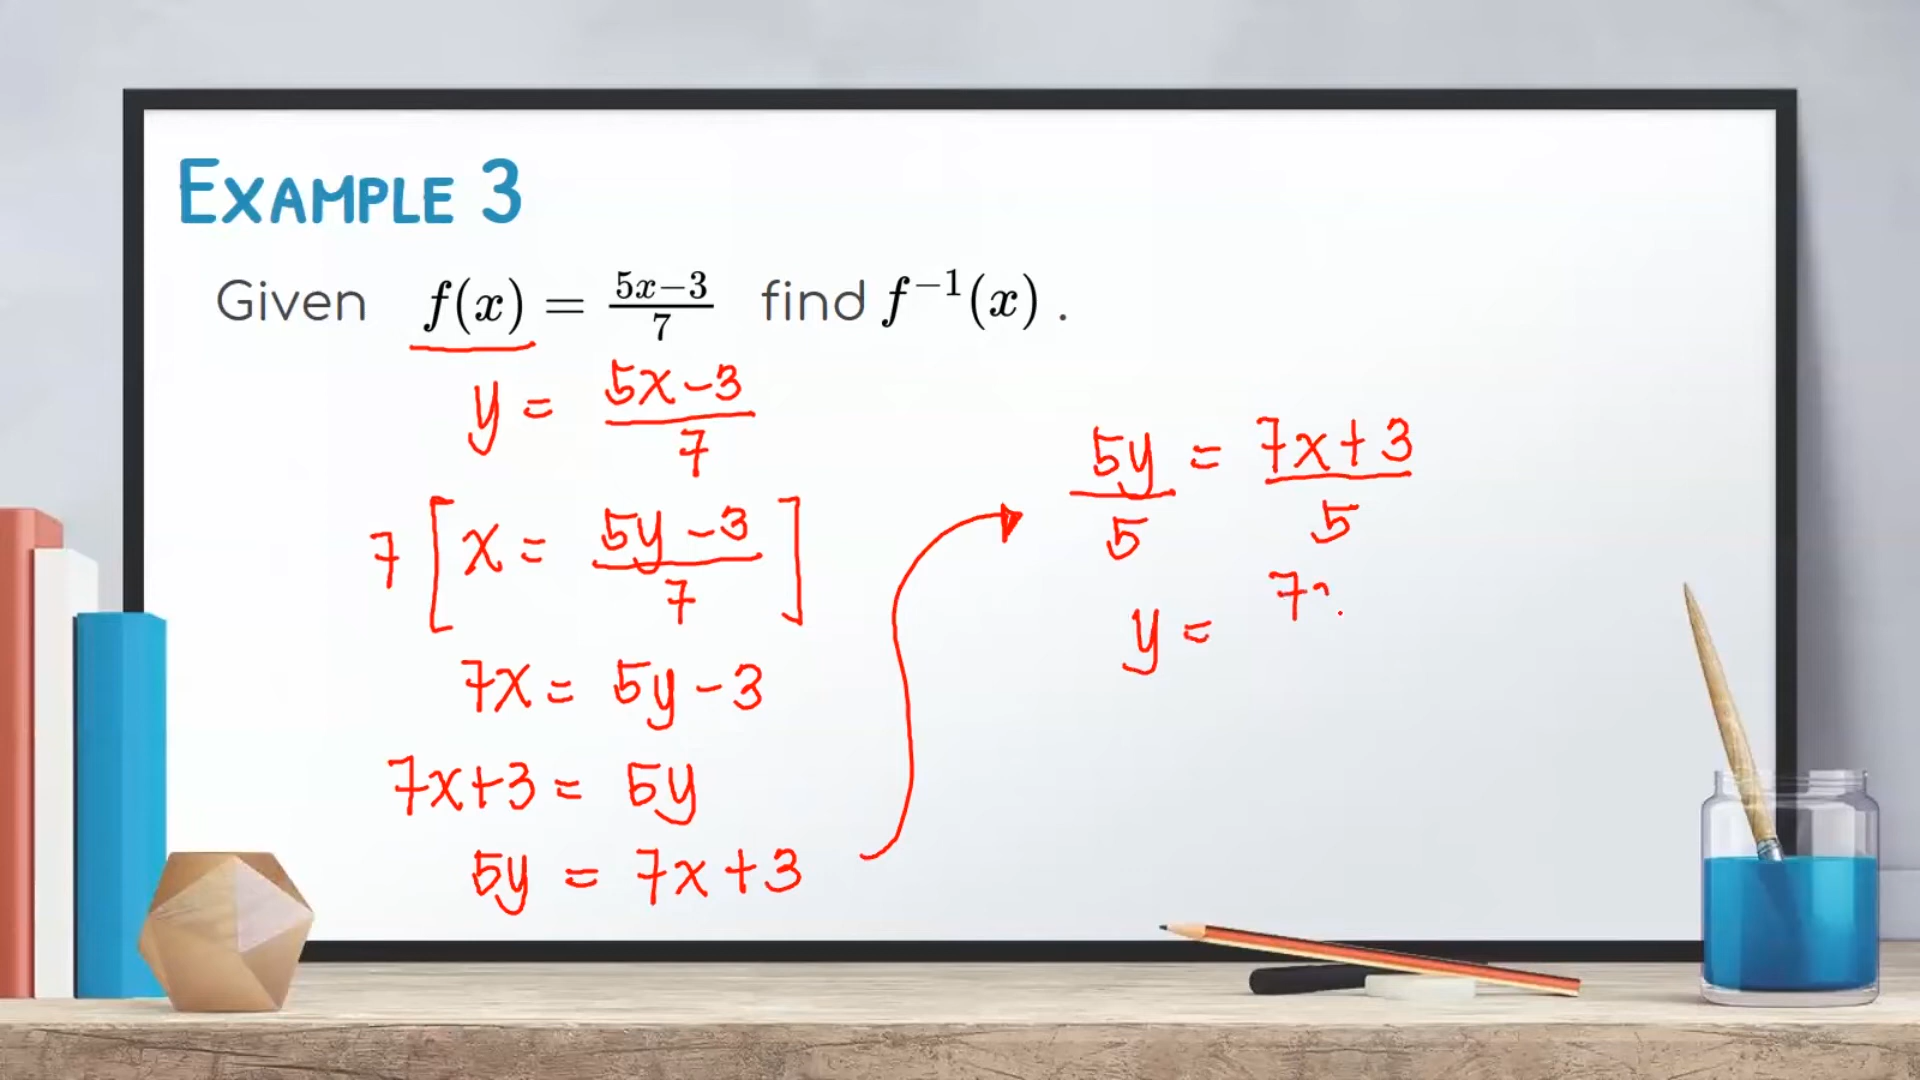 EXAMPLE 3
Given f(x) = 5x−3/7 find f⁻¹(x) .
y = 5x−3/7
7 [ x = 5y−3/7 ]
7x = 5y−3
7x+3 = 5y
5y = 7x+3
5y/5 = 7x+3/5
y = 7